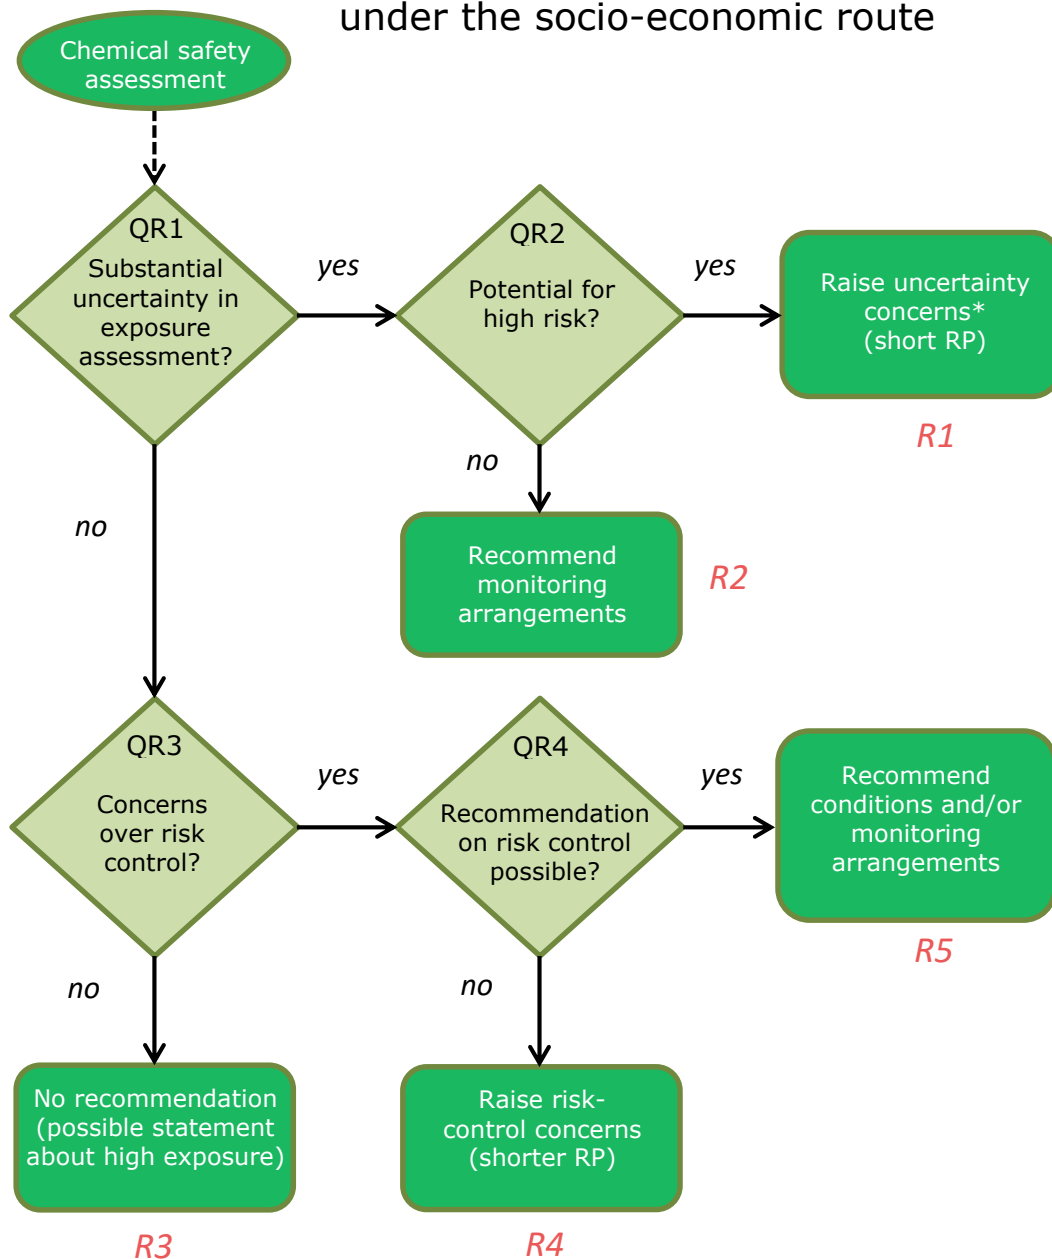 under the socio-economic route
Chemical safety
assessment
QR1
Substantial
uncertainty in
exposure
assessment?
yes
QR2
Potential for
high risk?
yes
Raise uncertainty
concerns*
(short RP)
R1
no
no
Recommend
monitoring
arrangements
R2
QR3
Concerns
over risk
control?
yes
QR4
Recommendation
on risk control
possible?
yes
Recommend
conditions and/or
monitoring
arrangements
R5
no
no
No recommendation
(possible statement
about high exposure)
R3
Raise risk-
control concerns
(shorter RP)
R4